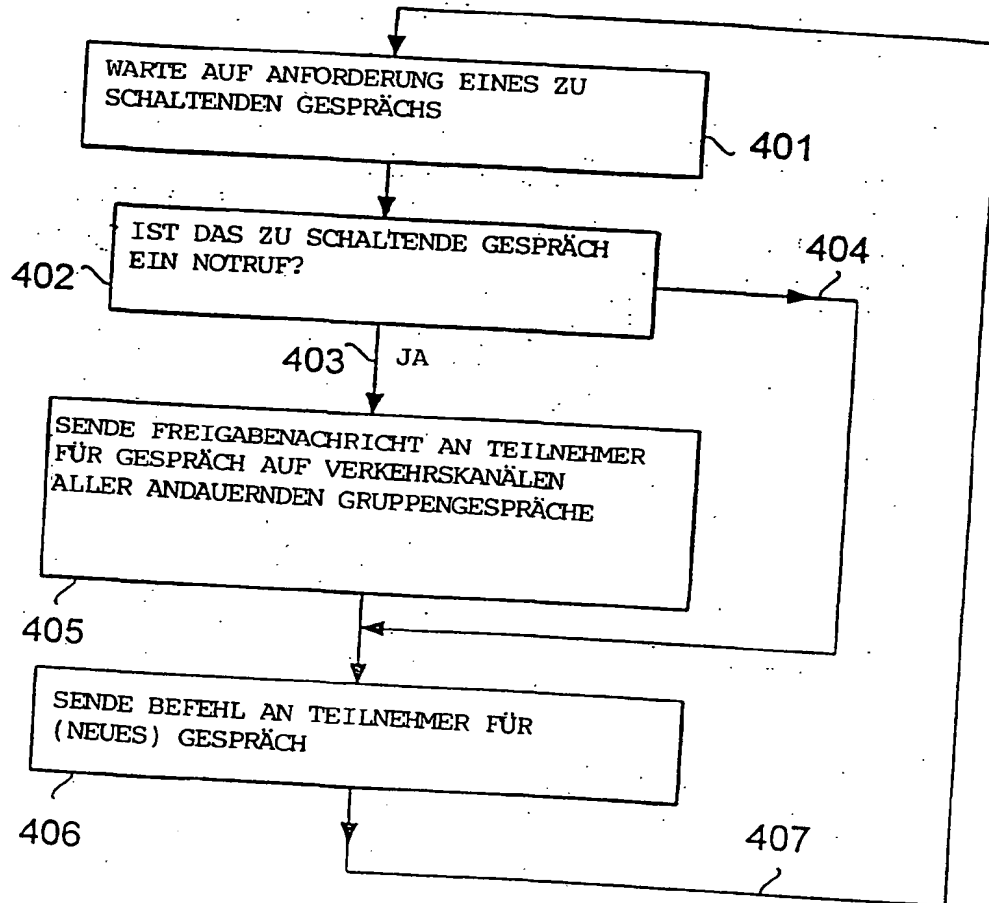 WARTE AUF ANFORDERUNG EINES ZU
SCHALTENDEN GESPRÄCHS
401
IST DAS ZU SCHALTENDE GESPRÄCH
EIN NOTRUF?
402
404
403
JA
SENDE FREIGABENACHRICHT AN TEILNEHMER
FÜR GESPRÄCH AUF VERKEHRSKANÄLEN
ALLER ANDAUERNDEN GRUPPENGESPRÄCHE
405
SENDE BEFEHL AN TEILNEHMER FÜR
(NEUES) GESPRÄCH
406
407